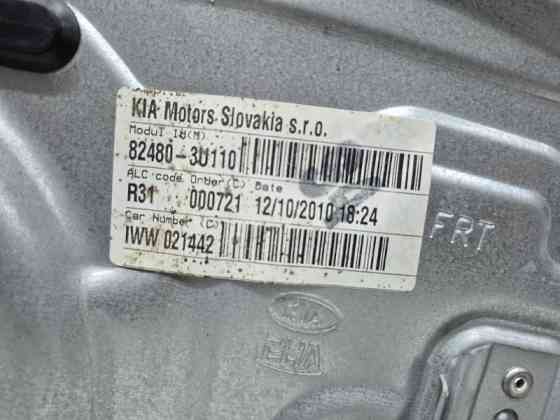 KIA Motors Slovakia s.r.o.
Modul ID(M)
82480-3U110
ALC code Order(C) Date
R31 000721 12/10/2010 18:24
Car Number (C)
IWW 021442
FRT
KIA